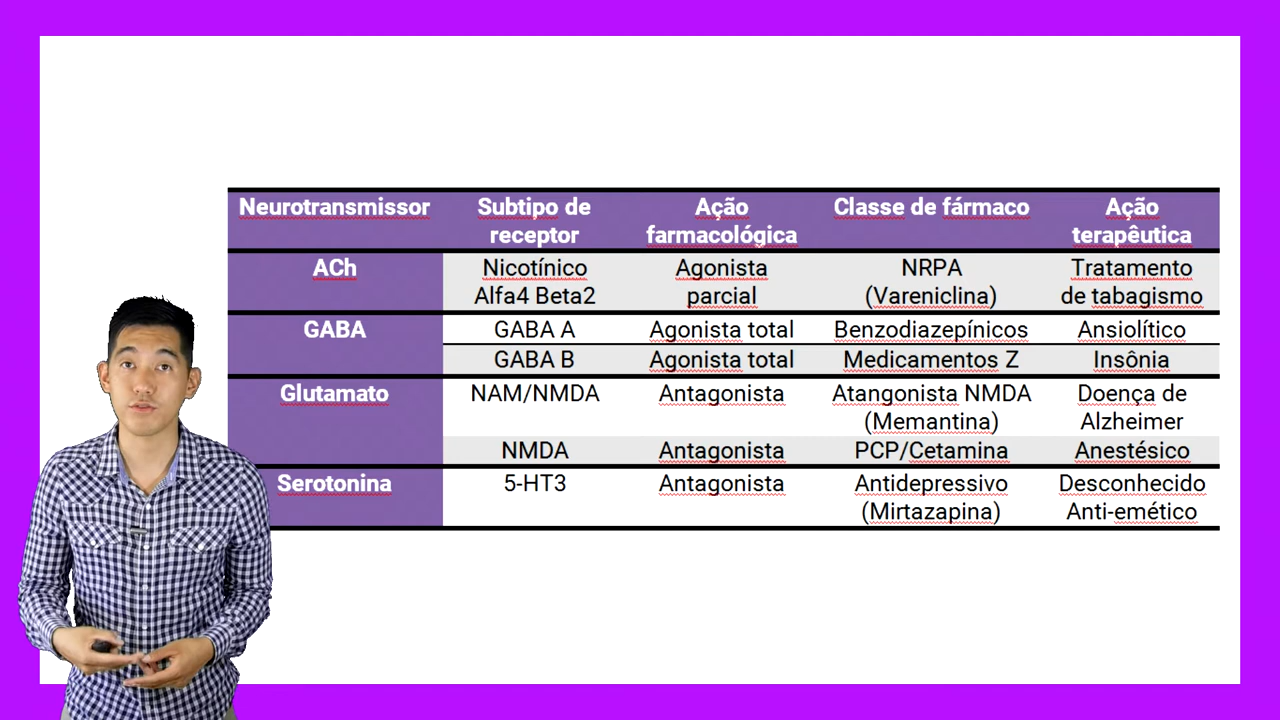 Neurotransmissor Subtipo de receptor Ação farmacológica Classe de fármaco Ação terapêutica
ACh Nicotínico Alfa4 Beta2 Agonista parcial NRPA (Vareniclina) Tratamento de tabagismo
GABA GABA A Agonista total Benzodiazepínicos Ansiolítico
GABA B Agonista total Medicamentos Z Insônia
Glutamato NAM/NMDA Antagonista Atangonista NMDA (Memantina) Doença de Alzheimer
NMDA Antagonista PCP/Cetamina Anestésico
Serotonina 5-HT3 Antagonista Antidepressivo (Mirtazapina) Desconhecido Anti-emético